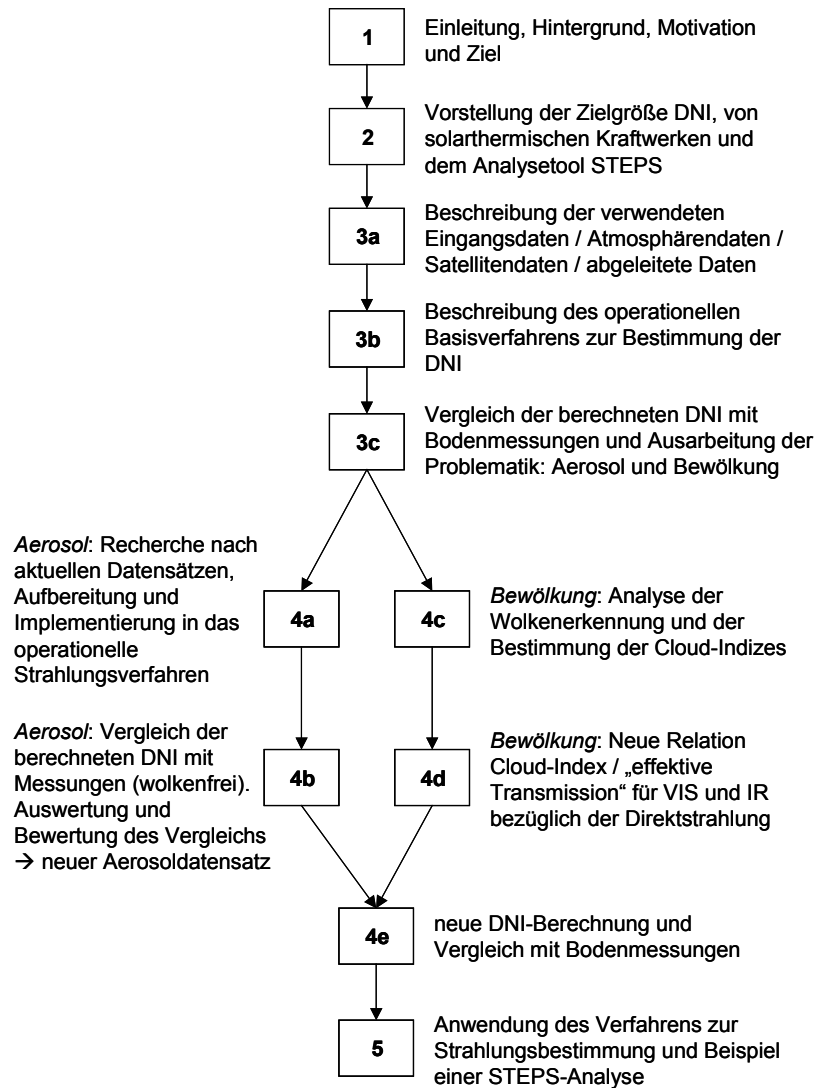 1
Einleitung, Hintergrund, Motivation
und Ziel
2
Vorstellung der Zielgröße DNI, von
solarthermischen Kraftwerken und
dem Analysetool STEPS
3a
Beschreibung der verwendeten
Eingangsdaten / Atmosphärendaten /
Satellitendaten / abgeleitete Daten
3b
Beschreibung des operationellen
Basisverfahrens zur Bestimmung der
DNI
3c
Vergleich der berechneten DNI mit
Bodenmessungen und Ausarbeitung der
Problematik: Aerosol und Bewölkung
Aerosol: Recherche nach
aktuellen Datensätzen,
Aufbereitung und
Implementierung in das
operationelle
Strahlungsverfahren
4a
4c
Bewölkung: Analyse der
Wolkenerkennung und der
Bestimmung der Cloud-Indizes
Aerosol: Vergleich der
berechneten DNI mit
Messungen (wolkenfrei).
Auswertung und
Bewertung des Vergleichs
→ neuer Aerosoldatensatz
4b
4d
Bewölkung: Neue Relation
Cloud-Index / „effektive
Transmission“ für VIS und IR
bezüglich der Direktstrahlung
4e
neue DNI-Berechnung und
Vergleich mit Bodenmessungen
5
Anwendung des Verfahrens zur
Strahlungsbestimmung und Beispiel
einer STEPS-Analyse